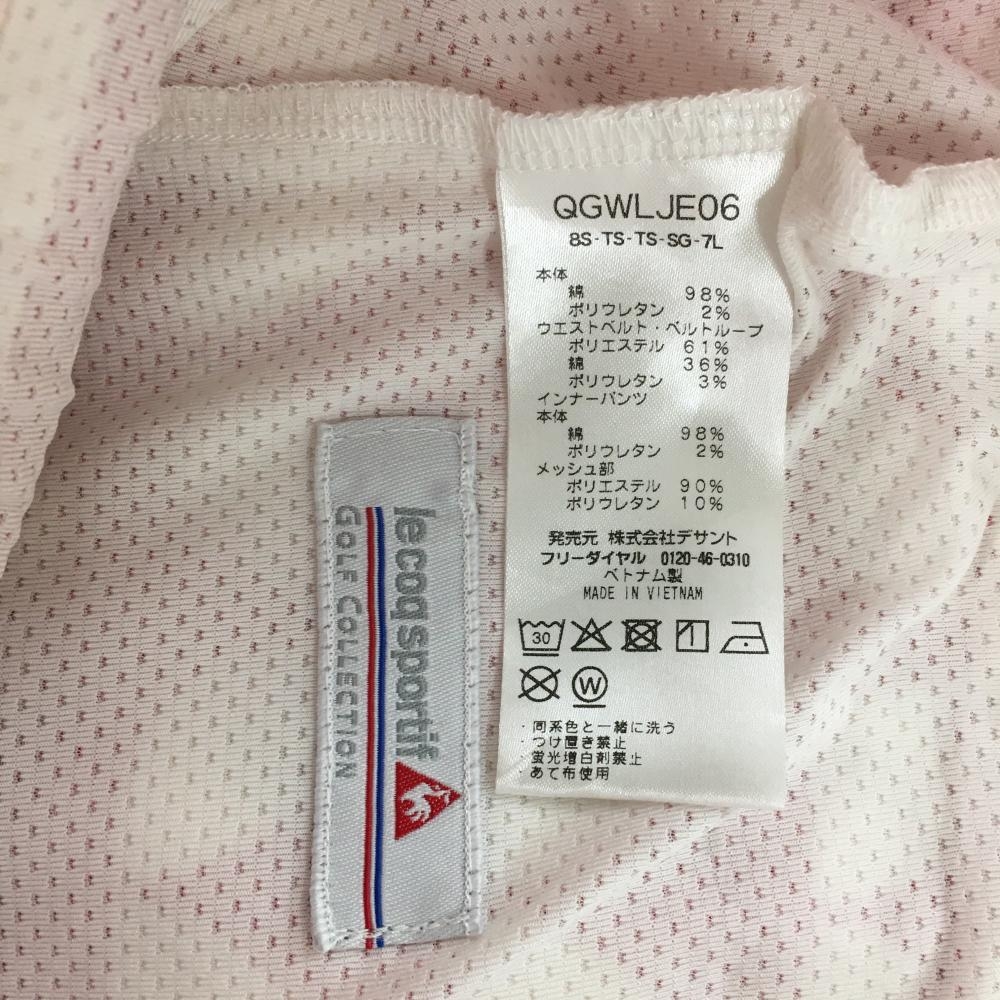 QGWLJE06
8S-TS-TS-SG-7L
本体
綿 98%
ポリウレタン 2%
ウエストベルト・ベルトループ
ポリエステル 61%
綿 36%
ポリウレタン 3%
インナーパンツ
本体
綿 98%
ポリウレタン 2%
メッシュ部
ポリエステル 90%
ポリウレタン 10%
発売元 株式会社デサント
フリーダイヤル 0120-46-0310
ベトナム製
MADE IN VIETNAM
30
W
・同系色と一緒に洗う
・つけ置き禁止
・蛍光増白剤禁止
・あて布使用
le coq sportif
GOLF COLLECTION